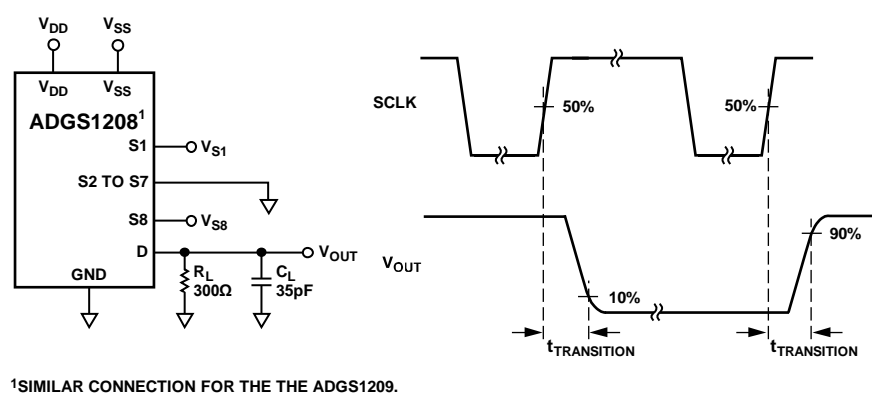 VDD
VSS
VDD
VSS
ADGS1208¹
S1
VS1
S2 TO S7
S8
VS8
D
VOUT
GND
RL
300Ω
CL
35pF
SCLK
50%
50%
VOUT
10%
90%
tTRANSITION
tTRANSITION
¹SIMILAR CONNECTION FOR THE THE ADGS1209.